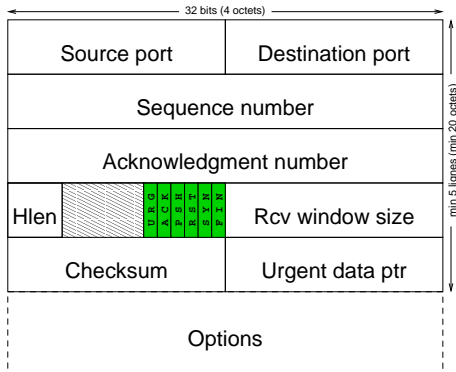 32 bits (4 octets)
Source port Destination port
Sequence number
Acknowledgment number
Hlen URG ACK PSH RST SYN FIN Rcv window size
Checksum Urgent data ptr
Options
min 5 lignes (min 20 octets)